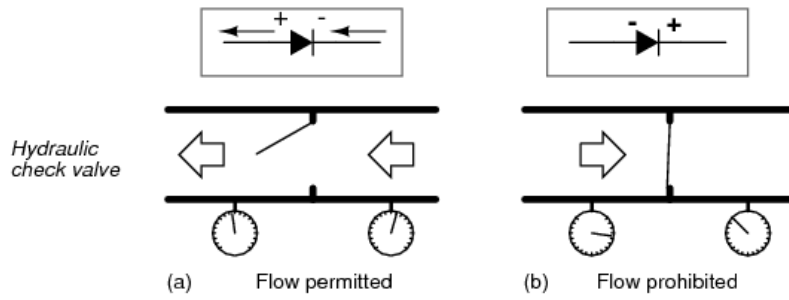 + -
- +
Hydraulic
check valve
(a) Flow permitted
(b) Flow prohibited